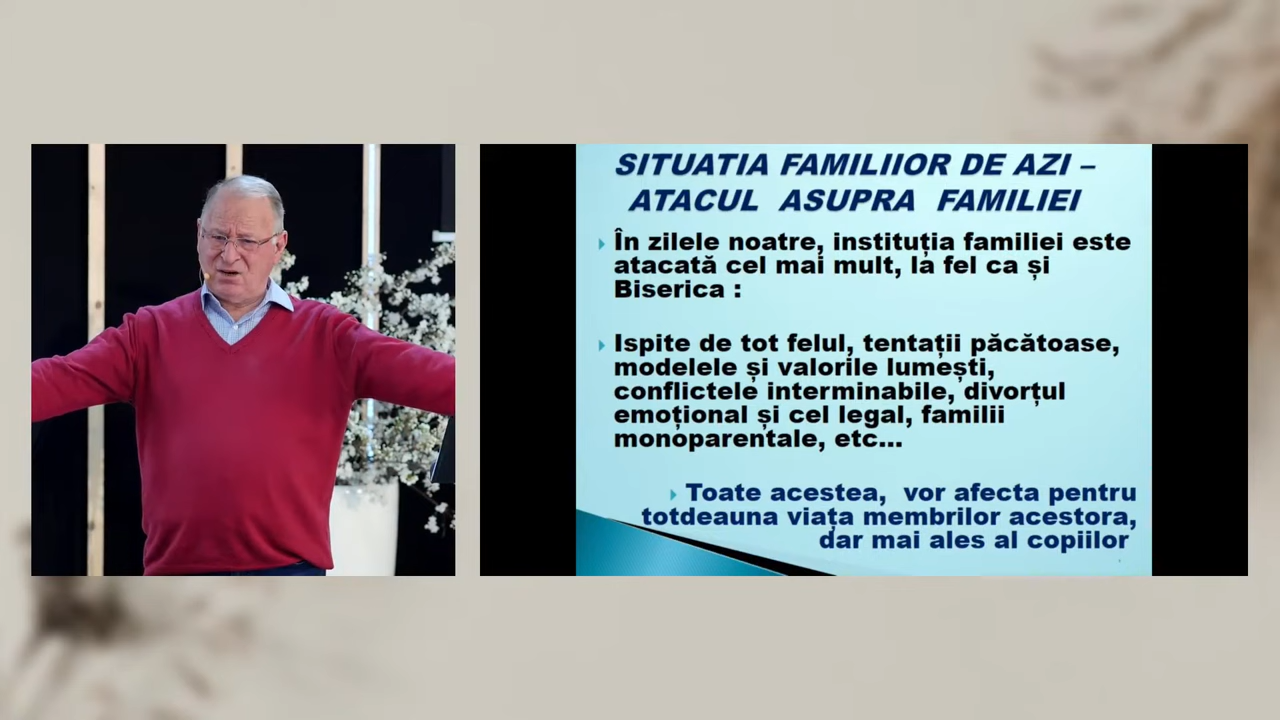 SITUATIA FAMILIIOR DE AZI –
ATACUL ASUPRA FAMILIEI
În zilele noatre, instituția familiei este
atacată cel mai mult, la fel ca și
Biserica :
Ispite de tot felul, tentații păcătoase,
modelele și valorile lumești,
conflictele interminabile, divorțul
emoțional și cel legal, familii
monoparentale, etc...
Toate acestea, vor afecta pentru
totdeauna viața membrilor acestora,
dar mai ales al copiilor